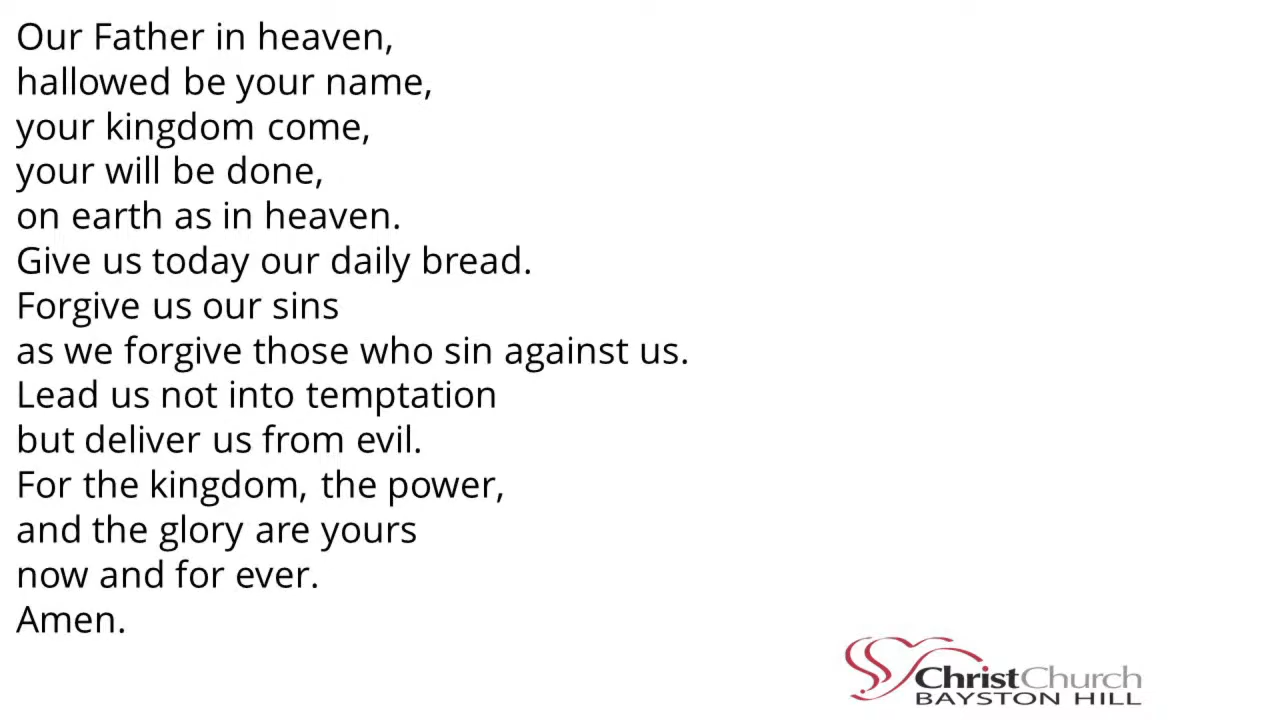 Our Father in heaven,
hallowed be your name,
your kingdom come,
your will be done,
on earth as in heaven.
Give us today our daily bread.
Forgive us our sins
as we forgive those who sin against us.
Lead us not into temptation
but deliver us from evil.
For the kingdom, the power,
and the glory are yours
now and for ever.
Amen.
ChristChurch
BAYSTON HILL